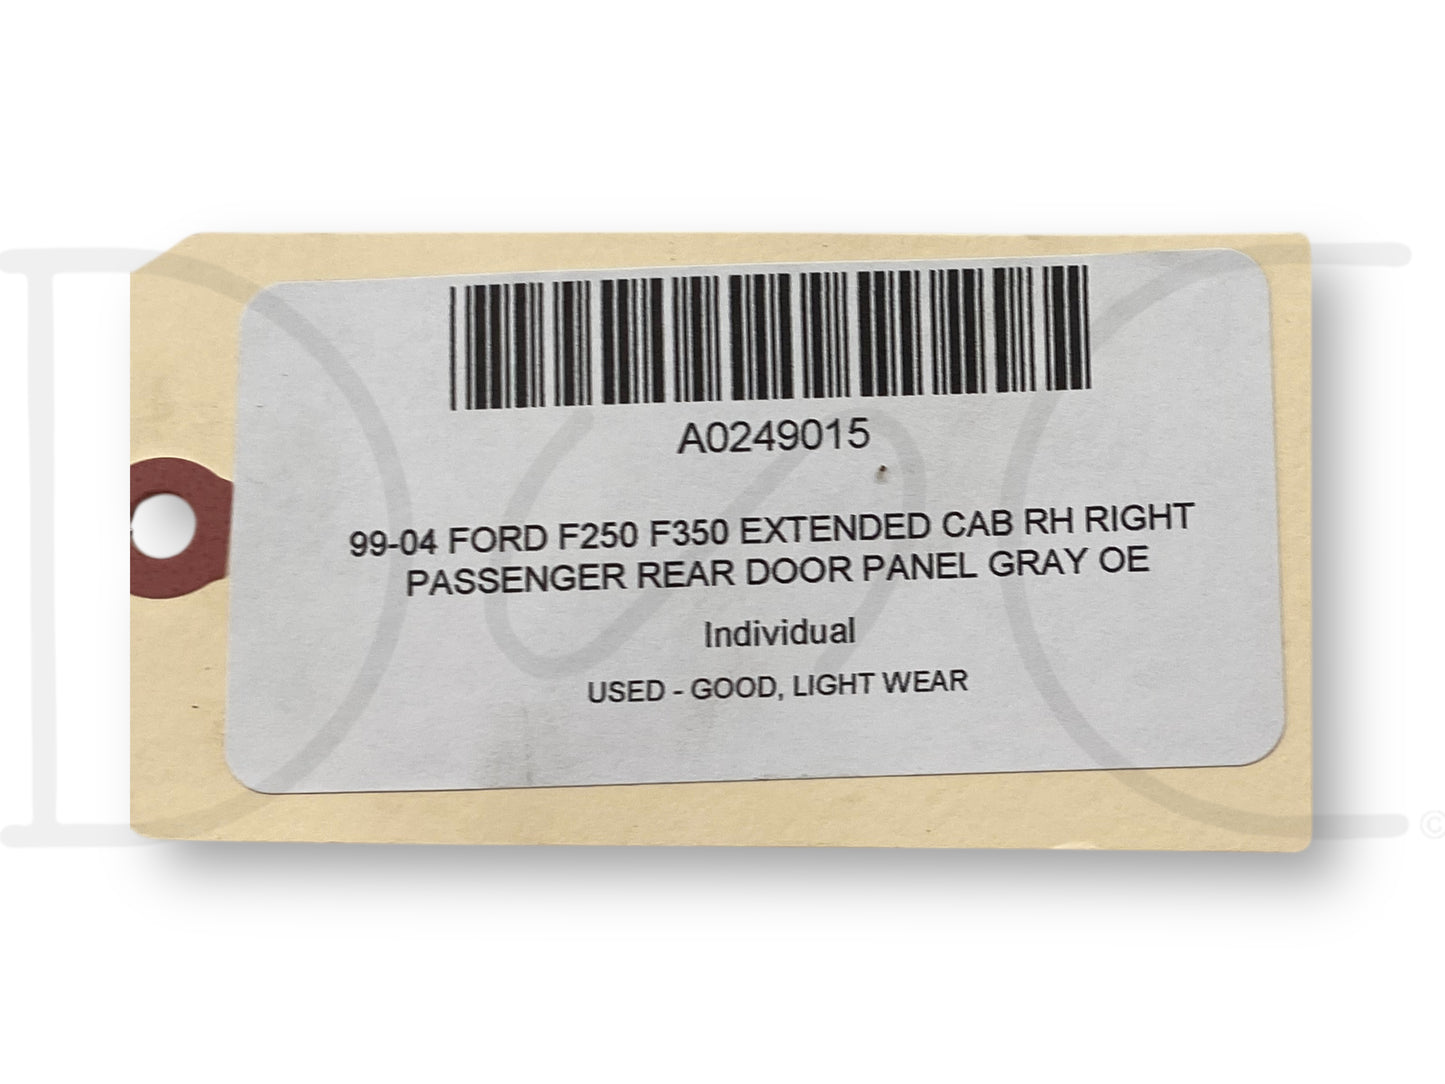 A0249015
99-04 FORD F250 F350 EXTENDED CAB RH RIGHT
PASSENGER REAR DOOR PANEL GRAY OE
Individual
USED - GOOD, LIGHT WEAR
©